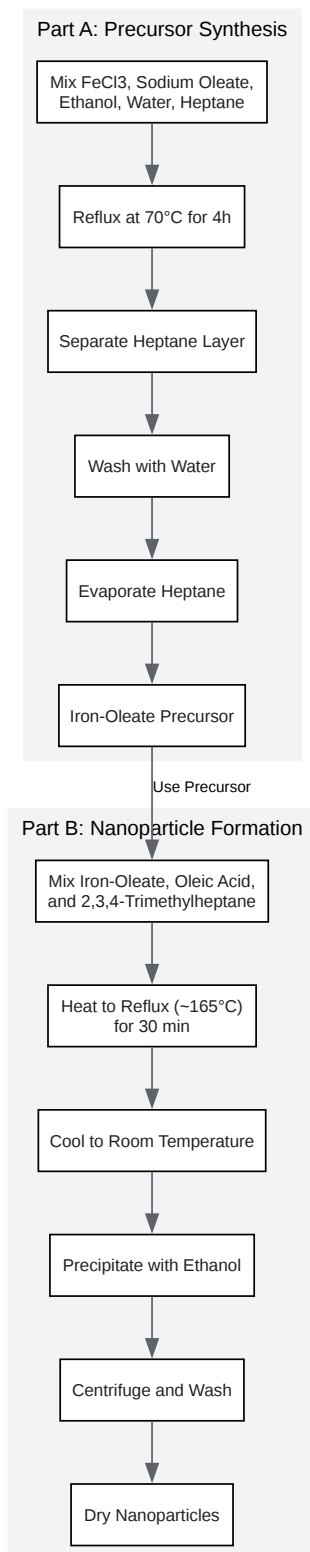 Part A: Precursor Synthesis
Mix FeCl3, Sodium Oleate,
Ethanol, Water, Heptane
Reflux at 70°C for 4h
Separate Heptane Layer
Wash with Water
Evaporate Heptane
Iron-Oleate Precursor
Use Precursor
Part B: Nanoparticle Formation
Mix Iron-Oleate, Oleic Acid,
and 2,3,4-Trimethylheptane
Heat to Reflux (~165°C)
for 30 min
Cool to Room Temperature
Precipitate with Ethanol
Centrifuge and Wash
Dry Nanoparticles